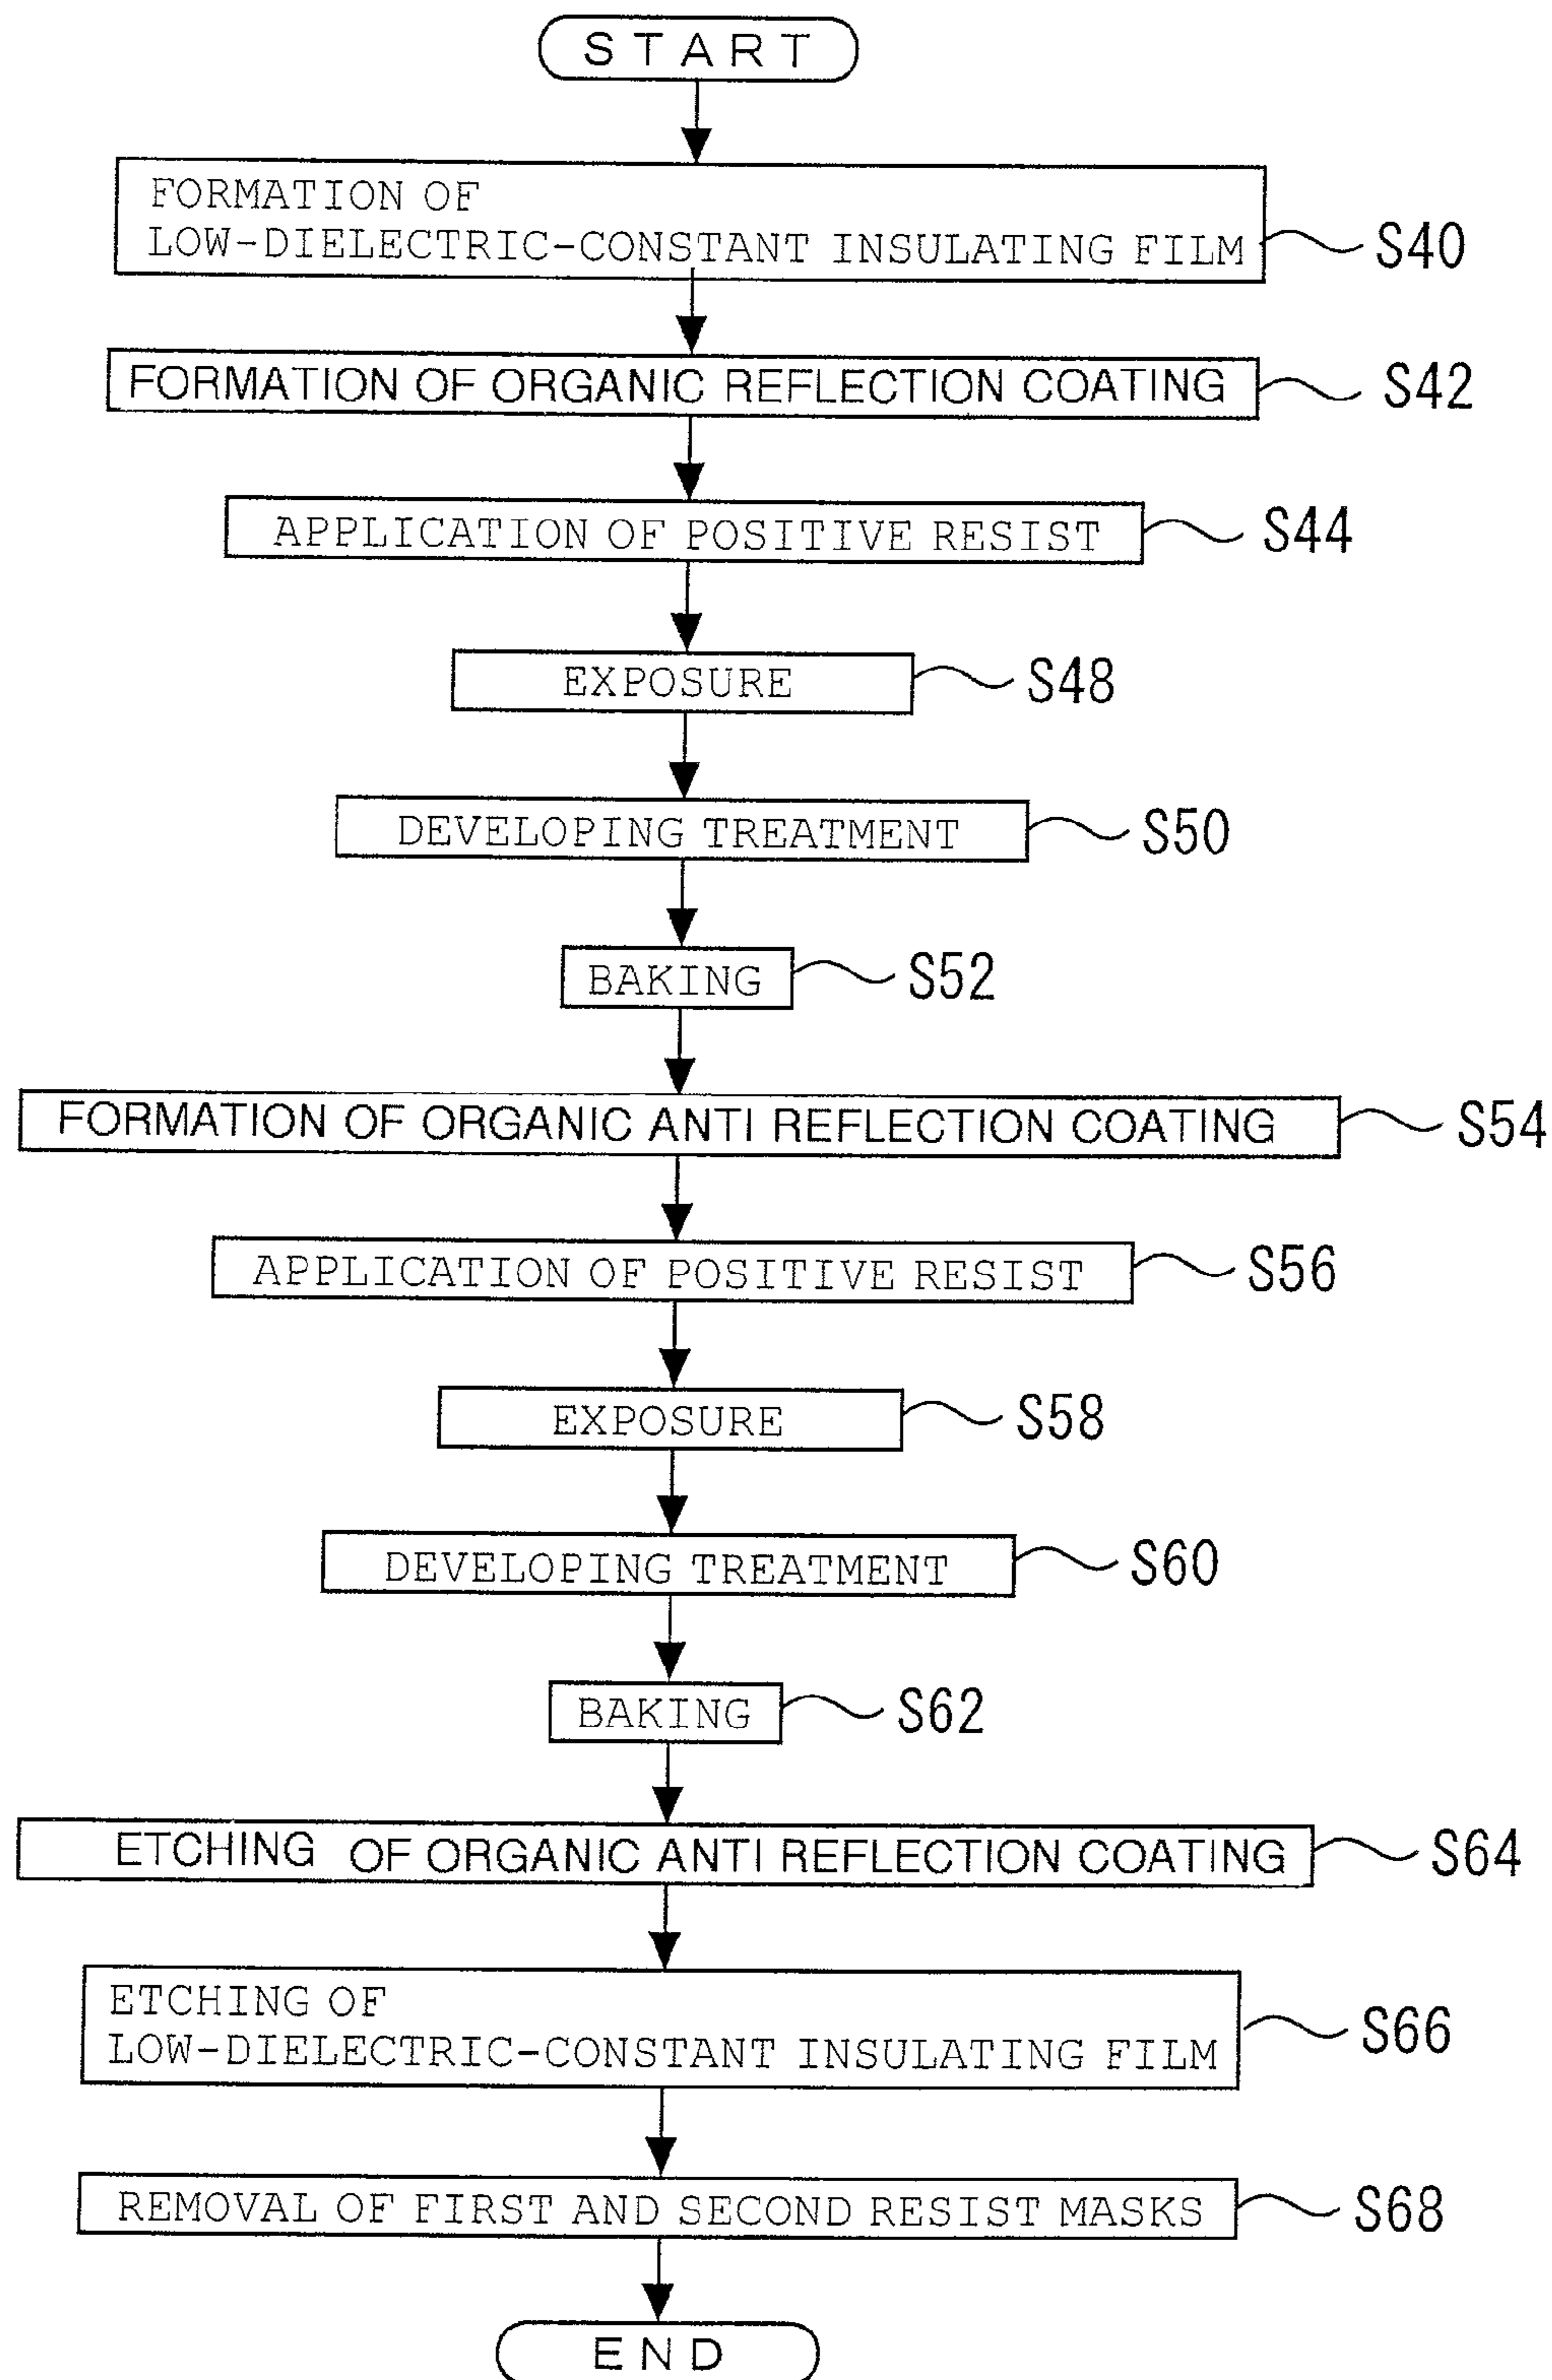 START
FORMATION OF
LOW-DIELECTRIC-CONSTANT INSULATING FILM
S40
FORMATION OF ORGANIC REFLECTION COATING
S42
APPLICATION OF POSITIVE RESIST
S44
EXPOSURE
S48
DEVELOPING TREATMENT
S50
BAKING
S52
FORMATION OF ORGANIC ANTI REFLECTION COATING
S54
APPLICATION OF POSITIVE RESIST
S56
EXPOSURE
S58
DEVELOPING TREATMENT
S60
BAKING
S62
ETCHING OF ORGANIC ANTI REFLECTION COATING
S64
ETCHING OF
LOW-DIELECTRIC-CONSTANT INSULATING FILM
S66
REMOVAL OF FIRST AND SECOND RESIST MASKS
S68
END